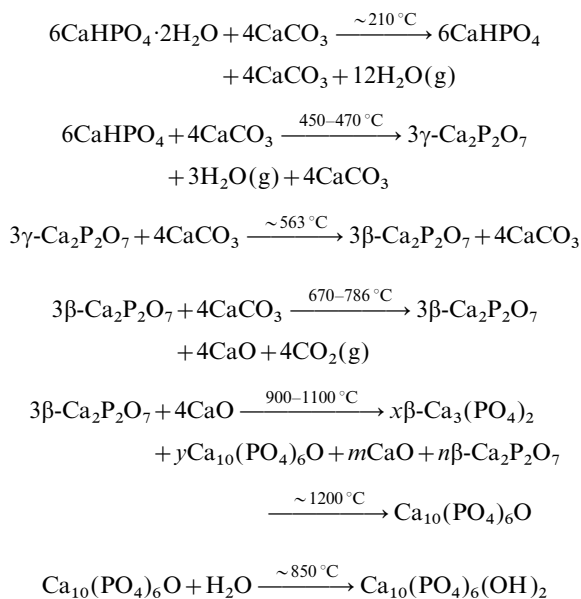 6CaHPO₄·2H₂O + 4CaCO₃ —~210 °C→ 6CaHPO₄
+ 4CaCO₃ + 12H₂O(g)
6CaHPO₄ + 4CaCO₃ —450–470 °C→ 3γ-Ca₂P₂O₇
+ 3H₂O(g) + 4CaCO₃
3γ-Ca₂P₂O₇ + 4CaCO₃ —~563 °C→ 3β-Ca₂P₂O₇ + 4CaCO₃
3β-Ca₂P₂O₇ + 4CaCO₃ —670–786 °C→ 3β-Ca₂P₂O₇
+ 4CaO + 4CO₂(g)
3β-Ca₂P₂O₇ + 4CaO —900–1100 °C→ xβ-Ca₃(PO₄)₂
+ yCa₁₀(PO₄)₆O + mCaO + nβ-Ca₂P₂O₇
—~1200 °C→ Ca₁₀(PO₄)₆O
Ca₁₀(PO₄)₆O + H₂O —~850 °C→ Ca₁₀(PO₄)₆(OH)₂